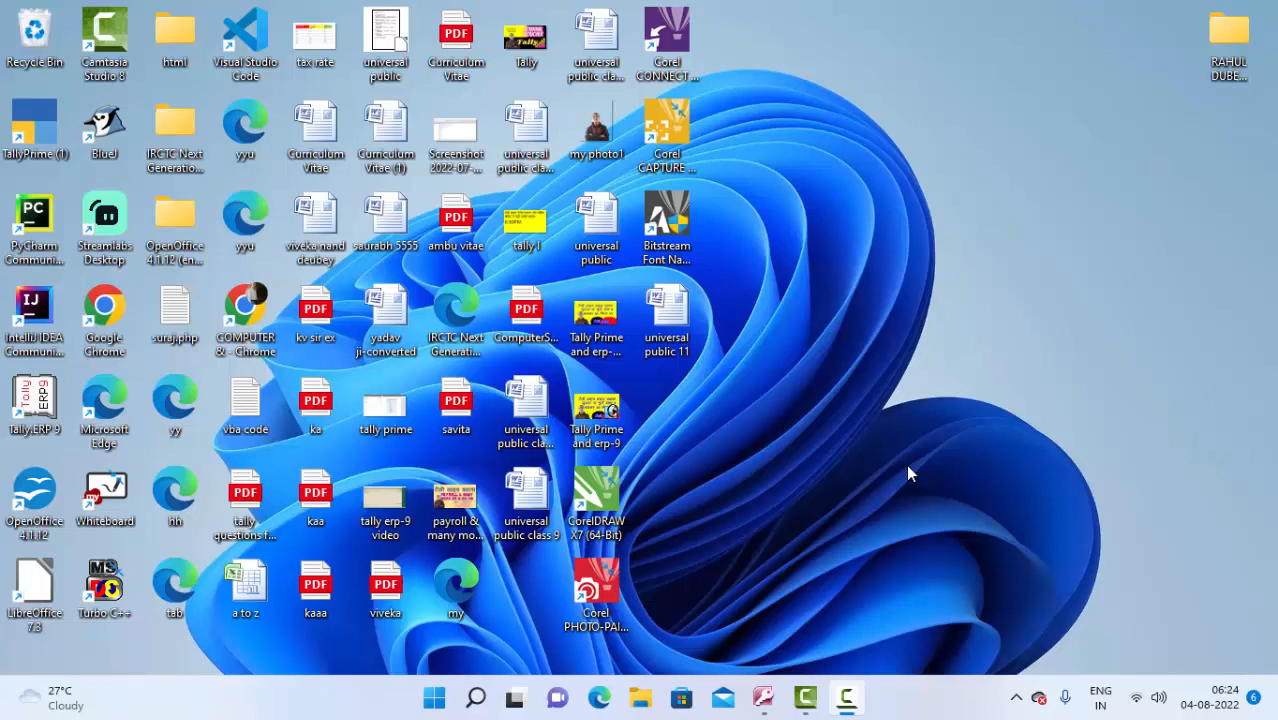 Recycle Bin
Camtasia
Studio 8
html
Visual Studio
Code
tax rate
universal
public
Curriculum
Vitae
Tally
universal
public cla...
Corel
CONNECT ...
RAHUL
DUBE...
TallyPrime (1)
BlueJ
IRCTC Next
Generatio...
yyu
Curriculum
Vitae
Curriculum
Vitae (1)
Screenshot
2022-07-...
universal
public cla...
my photo1
Corel
CAPTURE ...
PyCharm
Communi...
Streamlabs
Desktop
OpenOffice
4.1.12 (en...
yyu
viveka nand
deubey
saurabh 5555
ambu vitae
tally l
universal
public
Bitstream
Font Na...
IntelliJ IDEA
Communi...
Google
Chrome
suraj.php
COMPUTER
& - Chrome
kv sir ex
yadav
ji-converted
IRCTC Next
Generati...
ComputerS...
Tally Prime
and erp-...
universal
public 11
Tally.ERP 9
Microsoft
Edge
yy
vba code
ka
tally prime
savita
universal
public cla...
Tally Prime
and erp-9
OpenOffice
4.1.12
Whiteboard
hh
tally
questions f...
kaa
tally erp-9
video
payroll &
many mo...
universal
public class 9
CorelDRAW
X7 (64-Bit)
LibreOffice
7.3
Turbo C++
tab
a to z
kaaa
viveka
my
Corel
PHOTO-PAI...
27°C
Cloudy
ENG
IN
06:24
04-08-2022
6